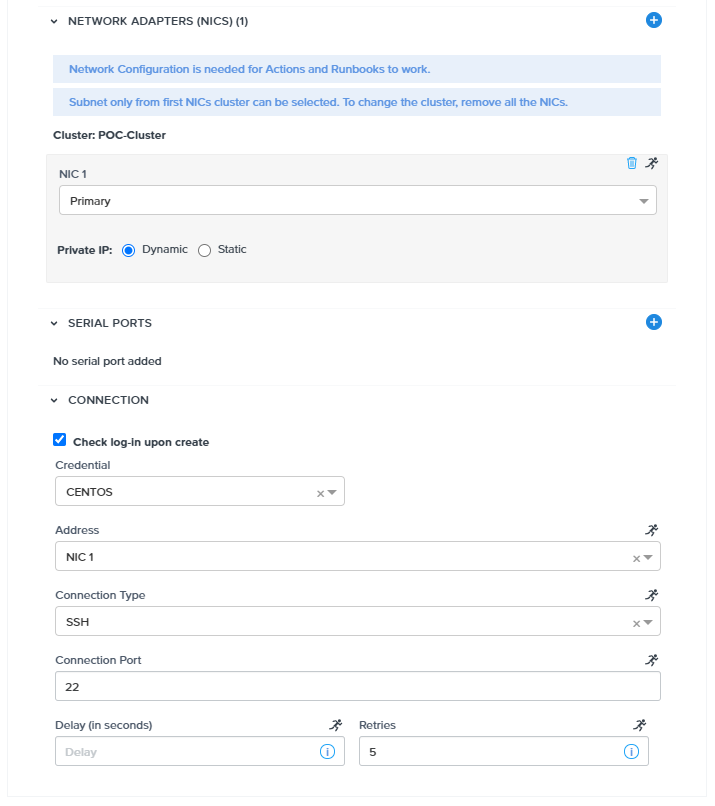 NETWORK ADAPTERS (NICS) (1)
Network Configuration is needed for Actions and Runbooks to work.
Subnet only from first NICs cluster can be selected. To change the cluster, remove all the NICs.
Cluster: POC-Cluster
NIC 1
Primary
Private IP: Dynamic Static
SERIAL PORTS
No serial port added
CONNECTION
Check log-in upon create
Credential
CENTOS
Address
NIC 1
Connection Type
SSH
Connection Port
22
Delay (in seconds) Retries
Delay 5